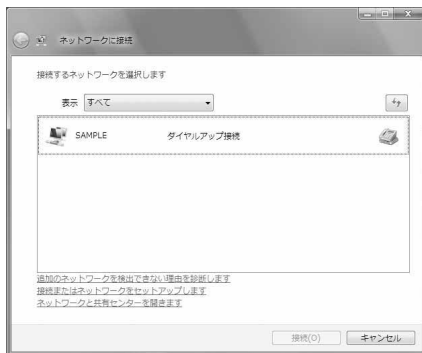 ネットワークに接続
接続するネットワークを選択します
表示 すべて
SAMPLE ダイヤルアップ接続
追加のネットワークを検出できない理由を診断します
接続またはネットワークをセットアップします
ネットワークと共有センターを開きます
接続(O) キャンセル